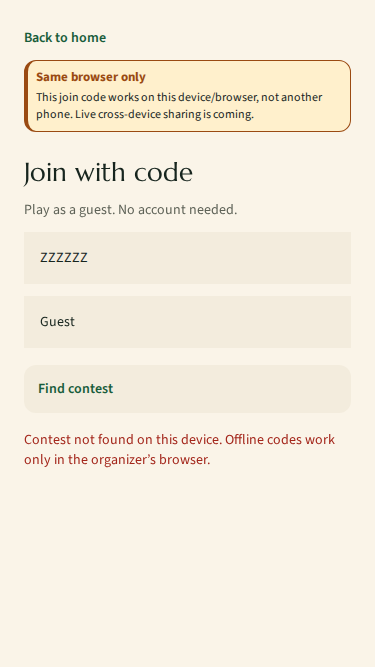 Back to home
Same browser only
This join code works on this device/browser, not another
phone. Live cross-device sharing is coming.
Join with code
Play as a guest. No account needed.
ZZZZZZ
Guest
Find contest
Contest not found on this device. Offline codes work
only in the organizer’s browser.